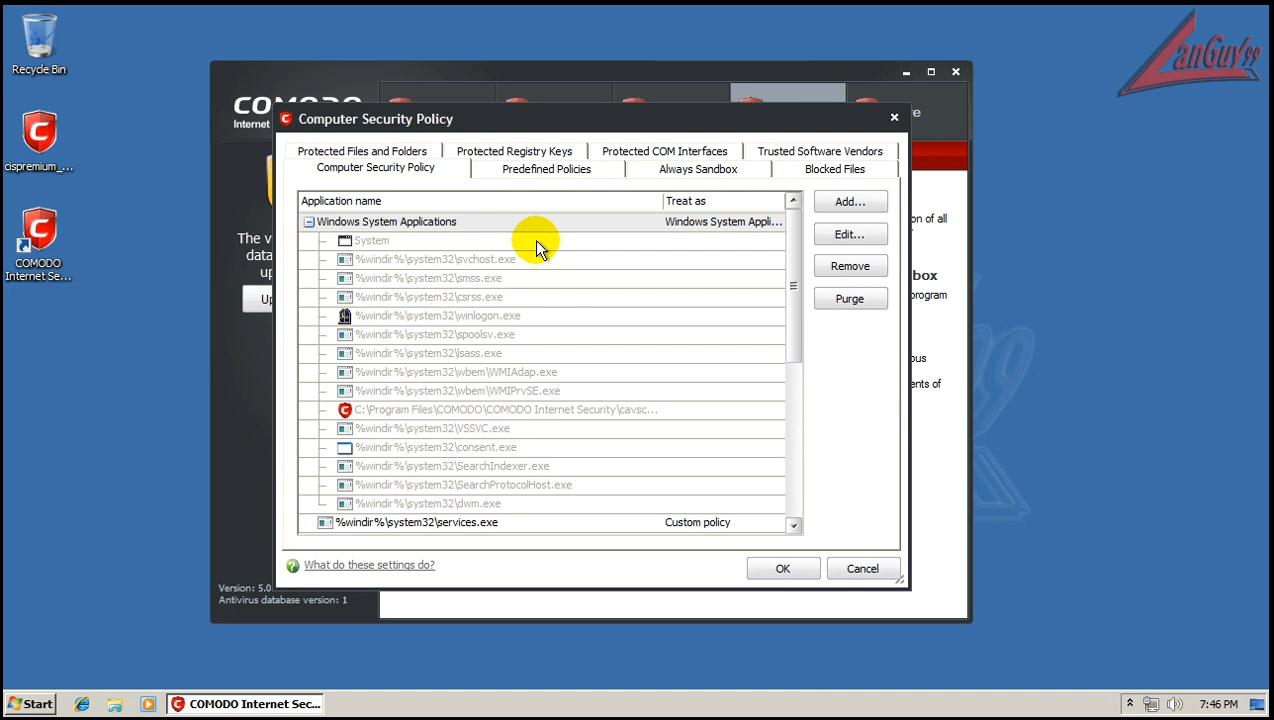 Recycle Bin
LanGuy99
cispremium_...
COMODO
Internet Se...
COMODO
Internet
Computer Security Policy
Protected Files and Folders
Protected Registry Keys
Protected COM Interfaces
Trusted Software Vendors
Computer Security Policy
Predefined Policies
Always Sandbox
Blocked Files
Application name
Treat as
Windows System Applications
Windows System Appli...
System
%windir%\system32\svchost.exe
%windir%\system32\smss.exe
%windir%\system32\csrss.exe
%windir%\system32\winlogon.exe
%windir%\system32\spoolsv.exe
%windir%\system32\lsass.exe
%windir%\system32\wbem\WMIAdap.exe
%windir%\system32\wbem\WMIPrvSE.exe
C:\Program Files\COMODO\COMODO Internet Security\cavsc...
%windir%\system32\VSSVC.exe
%windir%\system32\consent.exe
%windir%\system32\SearchIndexer.exe
%windir%\system32\SearchProtocolHost.exe
%windir%\system32\dwm.exe
%windir%\system32\services.exe
Custom policy
Add...
Edit...
Remove
Purge
What do these settings do?
OK
Cancel
The v
data
up
Up
re
on of all
box
program
ous
ents of
Version: 5.0
Antivirus database version: 1
Start
COMODO Internet Sec...
7:46 PM